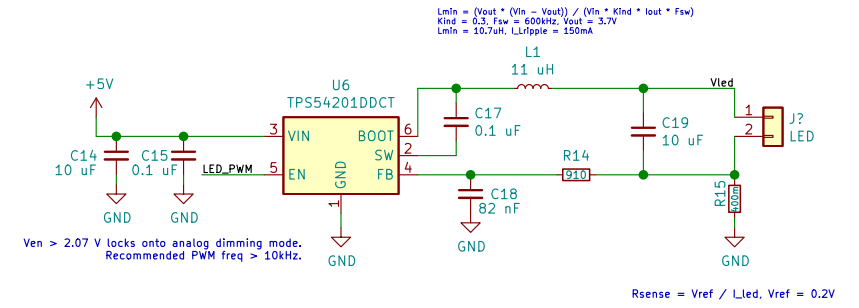 Lmin = (Vout * (Vin - Vout)) / (Vin * Kind * Iout * Fsw)
Kind = 0.3, Fsw = 600kHz, Vout = 3.7V
Lmin = 10.7uH, I_Lripple = 150mA
L1
11 uH
Vled
+5V
U6
TPS54201DDCT
C17
0.1 uF
1
2
J?
LED
C19
10 uF
3
VIN
BOOT
6
SW
2
5
EN
FB
4
GND
1
C14
10 uF
C15
0.1 uF
LED_PWM
R14
910
C18
82 nF
R15
400m
GND
GND
GND
GND
GND
Ven > 2.07 V locks onto analog dimming mode.
Recommended PWM freq > 10kHz.
Rsense = Vref / I_led, Vref = 0.2V